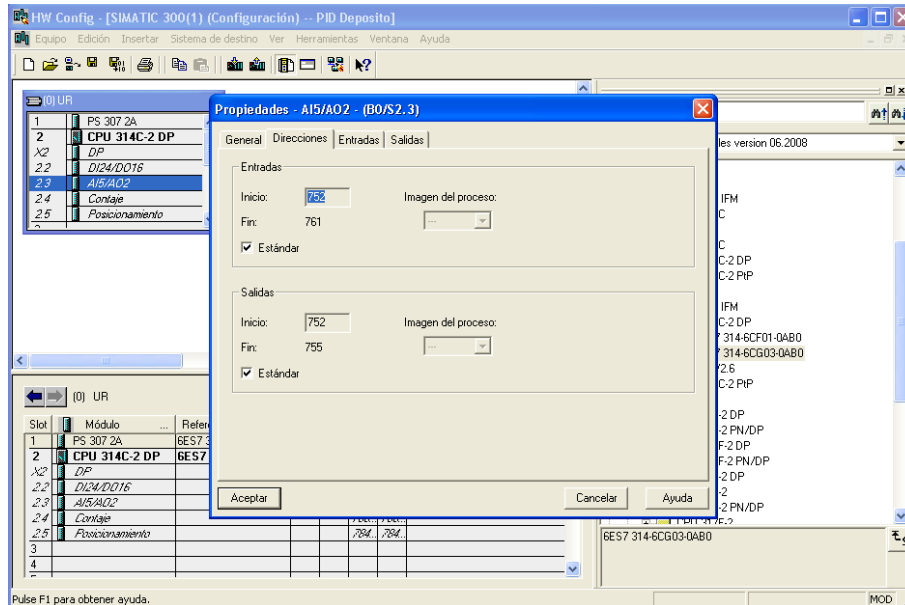 HW Config - [SIMATIC 300(1) (Configuración) -- PID Deposito]
Equipo Edición Insertar Sistema de destino Ver Herramientas Ventana Ayuda
(0) UR
1 PS 307 2A
2 CPU 314C-2 DP
X2 DP
2.2 DI24/DO16
2.3 AI5/AO2
2.4 Contaje
2.5 Posicionamiento
Propiedades - AI5/AO2 - (B0/S2.3)
General Direcciones Entradas Salidas
Entradas
Inicio: 752 Imagen del proceso:
Fin: 761 ---
Estándar
Salidas
Inicio: 752 Imagen del proceso:
Fin: 755 ---
Estándar
Aceptar Cancelar Ayuda
les version 06.2008
IFM
C
C
C-2 DP
C-2 PtP
IFM
C-2 DP
7 314-6CF01-0AB0
7 314-6CG03-0AB0
/2.6
C-2 PtP
-2 DP
-2 PN/DP
F-2 DP
F-2 PN/DP
-2 DP
-2
-2 PN/DP
CPU 317F-2
6ES7 314-6CG03-0AB0
(0) UR
Slot Módulo ... Refere
1 PS 307 2A 6ES7 3
2 CPU 314C-2 DP 6ES7
X2 DP
2.2 DI24/DO16
2.3 AI5/AO2
2.4 Contaje
2.5 Posicionamiento 784... 784...
3
4
Pulse F1 para obtener ayuda. MOD